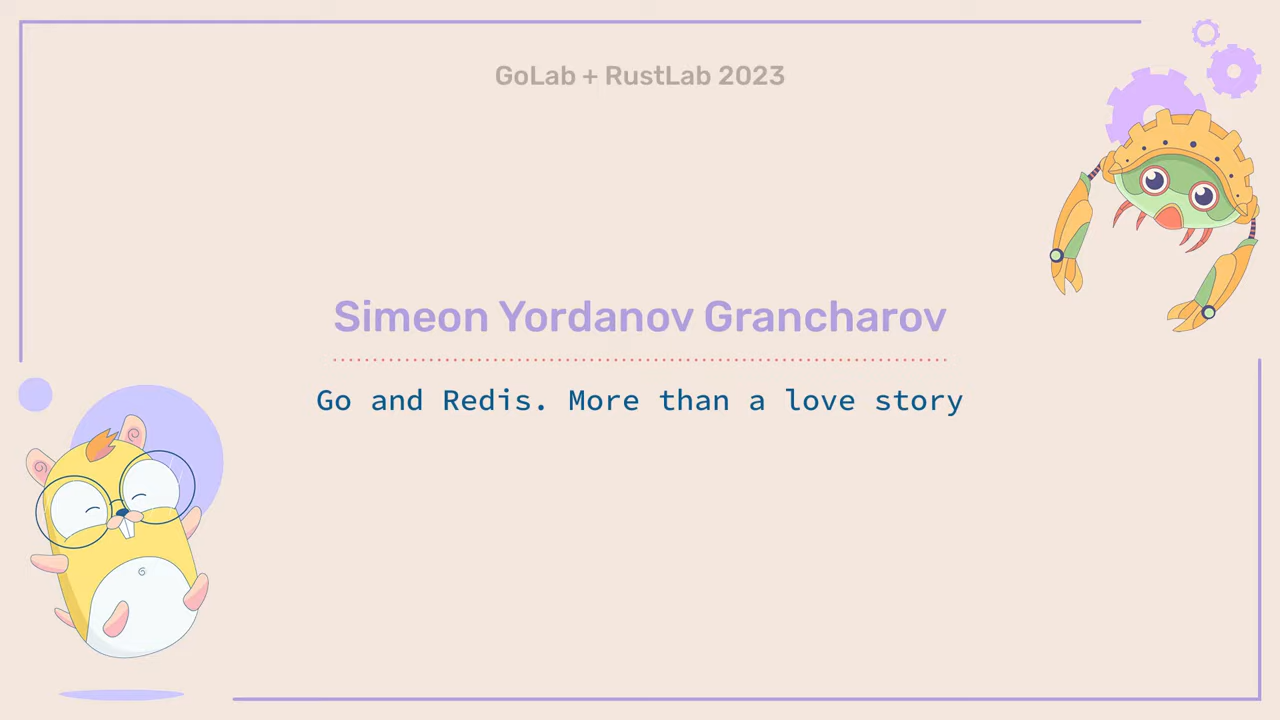 GoLab + RustLab 2023
Simeon Yordanov Grancharov
Go and Redis. More than a love story